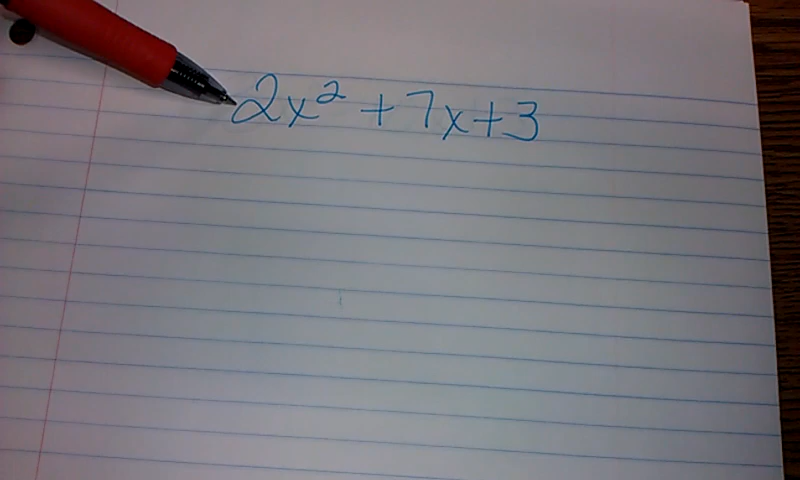 2x² + 7x + 3